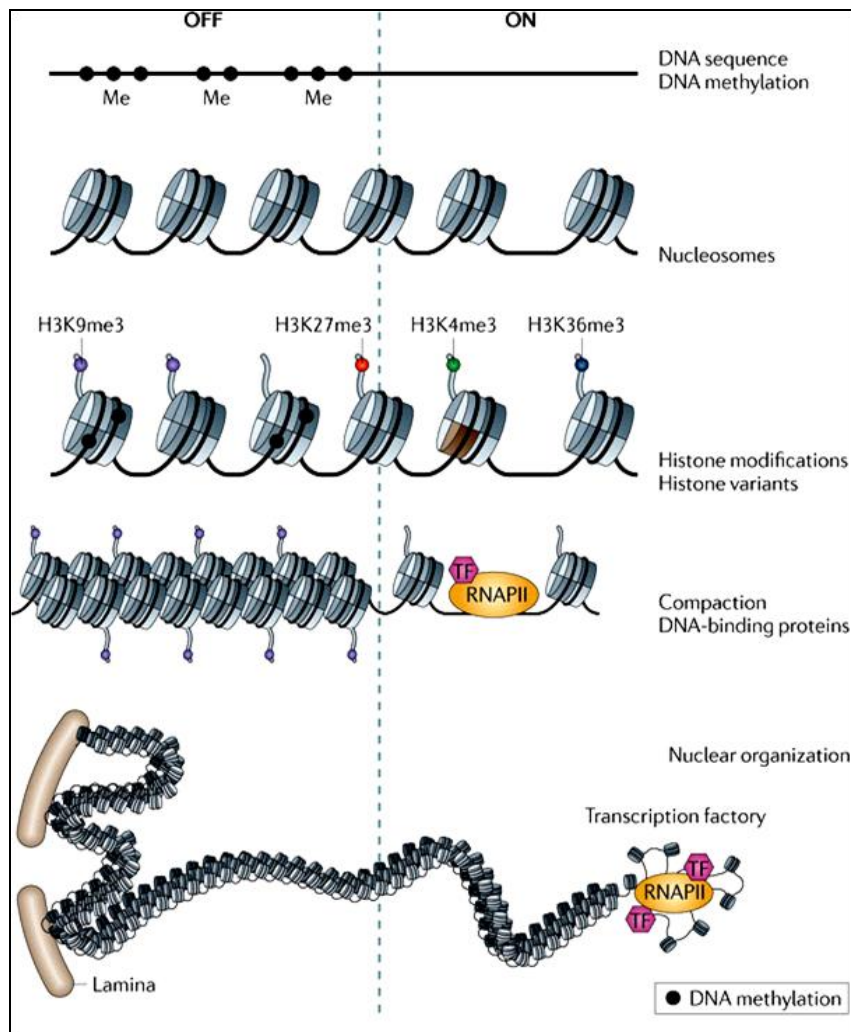 OFF
ON
DNA sequence
DNA methylation
Me
Me
Me
Nucleosomes
H3K9me3
H3K27me3
H3K4me3
H3K36me3
Histone modifications
Histone variants
TF
RNAPII
Compaction
DNA-binding proteins
Nuclear organization
Transcription factory
TF
RNAPII
TF
Lamina
DNA methylation